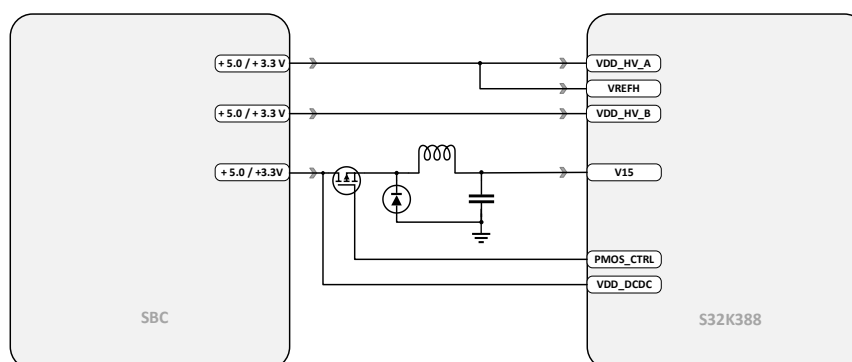 + 5.0 / + 3.3 V
VDD_HV_A
VREFH
+ 5.0 / + 3.3 V
VDD_HV_B
+ 5.0 / +3.3V
V15
PMOS_CTRL
VDD_DCDC
SBC
S32K388